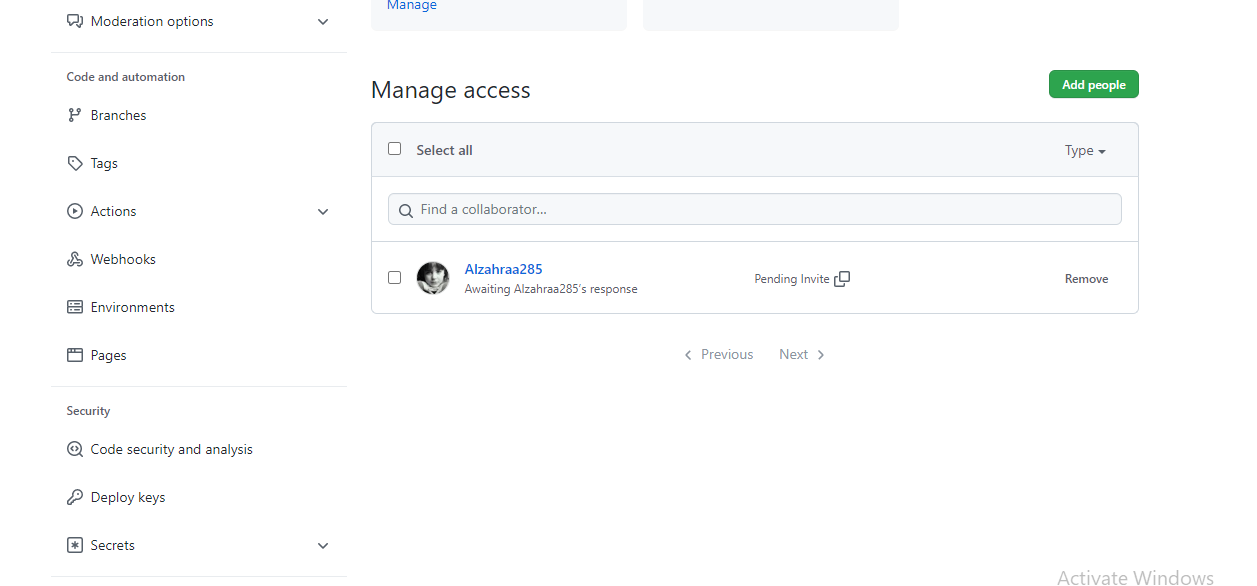 Moderation options
Code and automation
Branches
Tags
Actions
Webhooks
Environments
Pages
Security
Code security and analysis
Deploy keys
Secrets
Manage
Manage access
Add people
Select all
Type
Find a collaborator...
Alzahraa285
Awaiting Alzahraa285's response
Pending Invite
Remove
Previous Next
Activate Windows